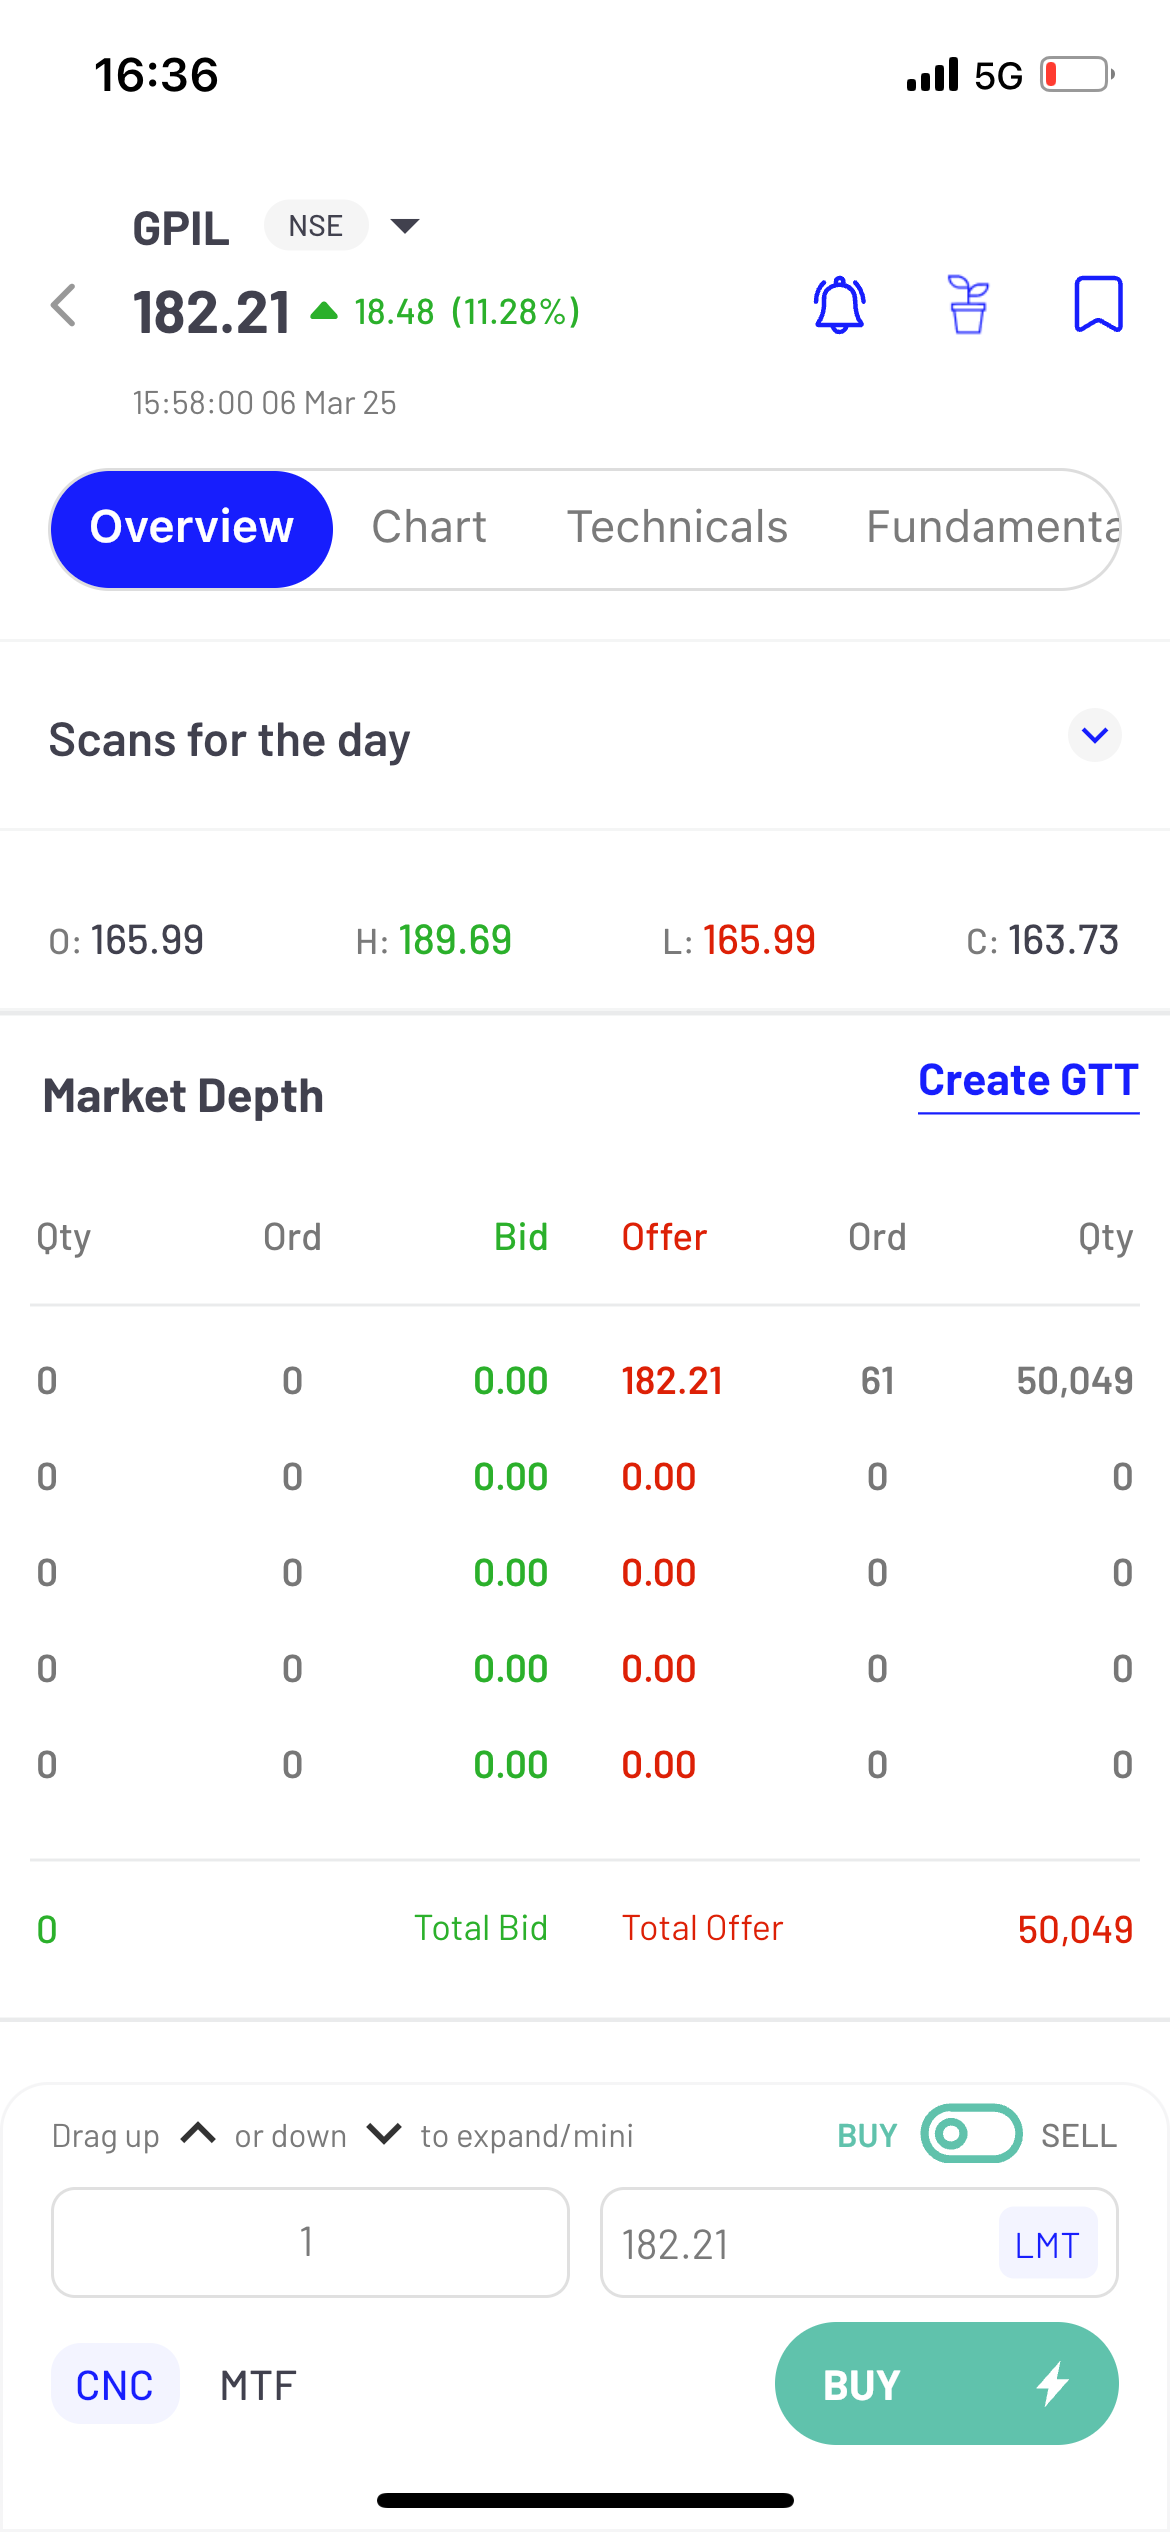 16:36 5G
GPIL NSE
182.21 18.48 (11.28%)
15:58:00 06 Mar 25
Overview Chart Technicals Fundamenta
Scans for the day
O: 165.99 H: 189.69 L: 165.99 C: 163.73
Market Depth Create GTT
Qty Ord Bid Offer Ord Qty
0 0 0.00 182.21 61 50,049
0 0 0.00 0.00 0 0
0 0 0.00 0.00 0 0
0 0 0.00 0.00 0 0
0 0 0.00 0.00 0 0
0 Total Bid Total Offer 50,049
Drag up or down to expand/mini BUY SELL
1 182.21 LMT
CNC MTF BUY